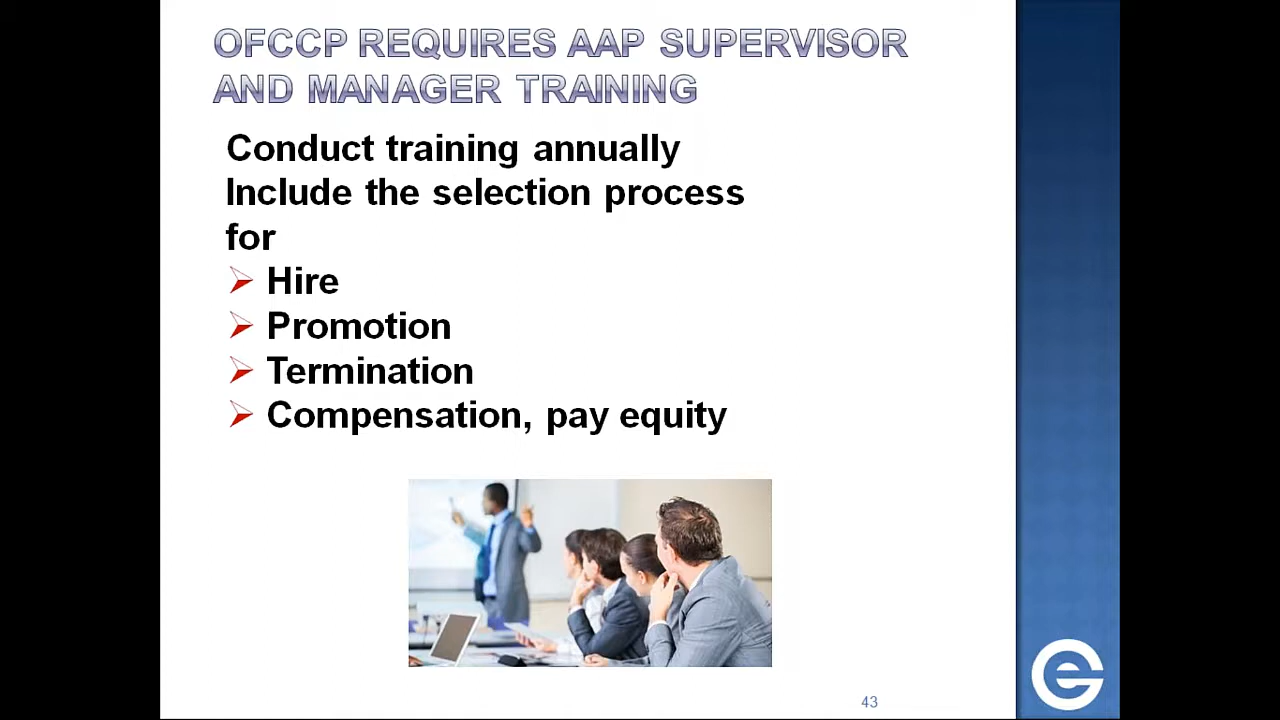 OFCCP REQUIRES AAP SUPERVISOR
AND MANAGER TRAINING
Conduct training annually
Include the selection process
for
Hire
Promotion
Termination
Compensation, pay equity
43